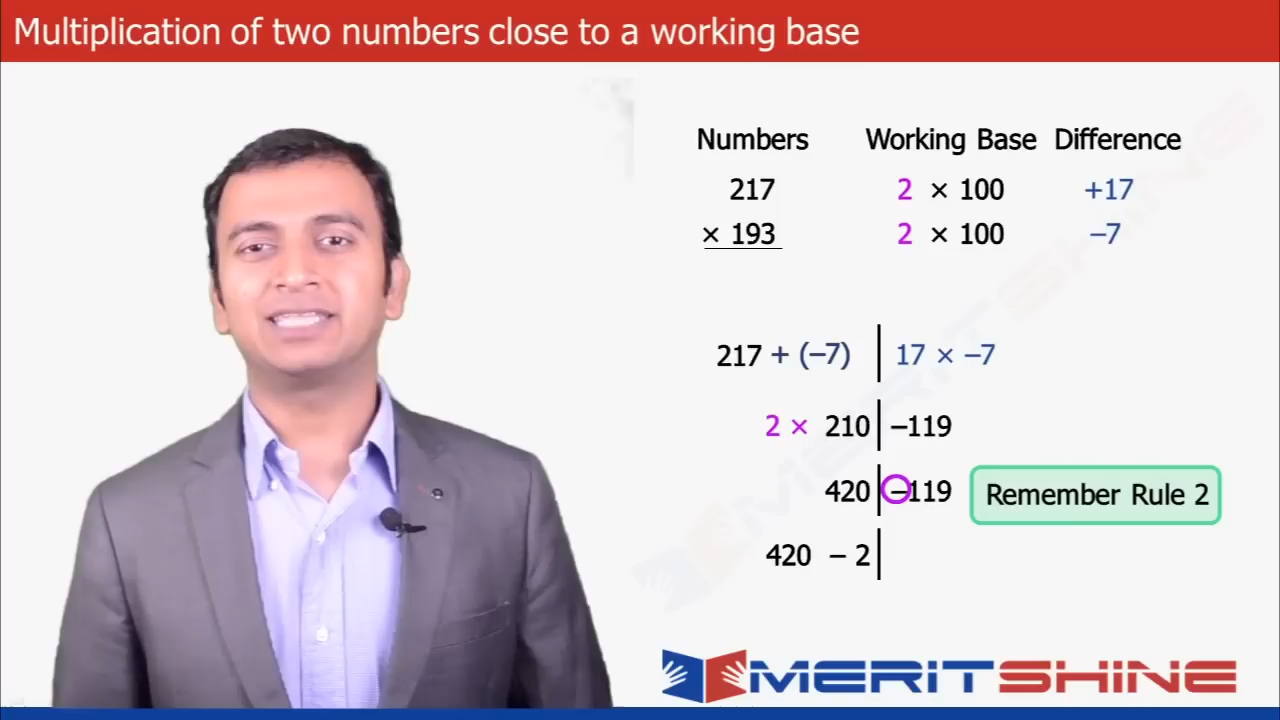 Multiplication of two numbers close to a working base
Numbers Working Base Difference
217 2 × 100 +17
× 193 2 × 100 –7
217 + (–7) | 17 × –7
2 × 210 | –119
420 | –119 Remember Rule 2
420 – 2 |
MERITSHINE
MERITSHINE